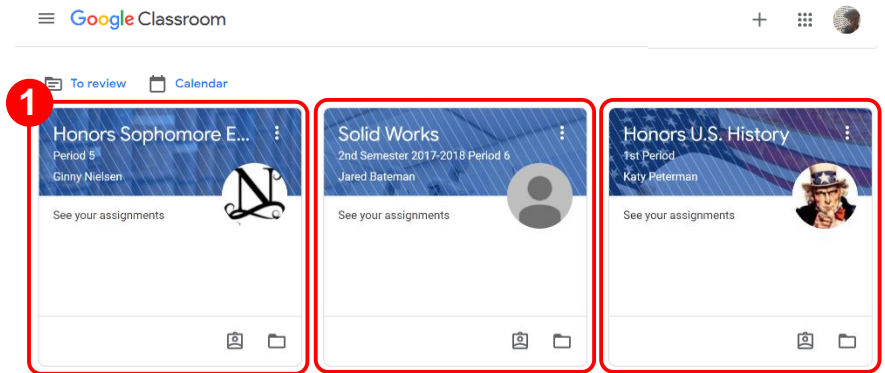 Google Classroom
To review
Calendar
1
Honors Sophomore E...
Period 5
Ginny Nielsen
See your assignments
Solid Works
2nd Semester 2017-2018 Period 6
Jared Bateman
See your assignments
Honors U.S. History
1st Period
Katy Peterman
See your assignments
N